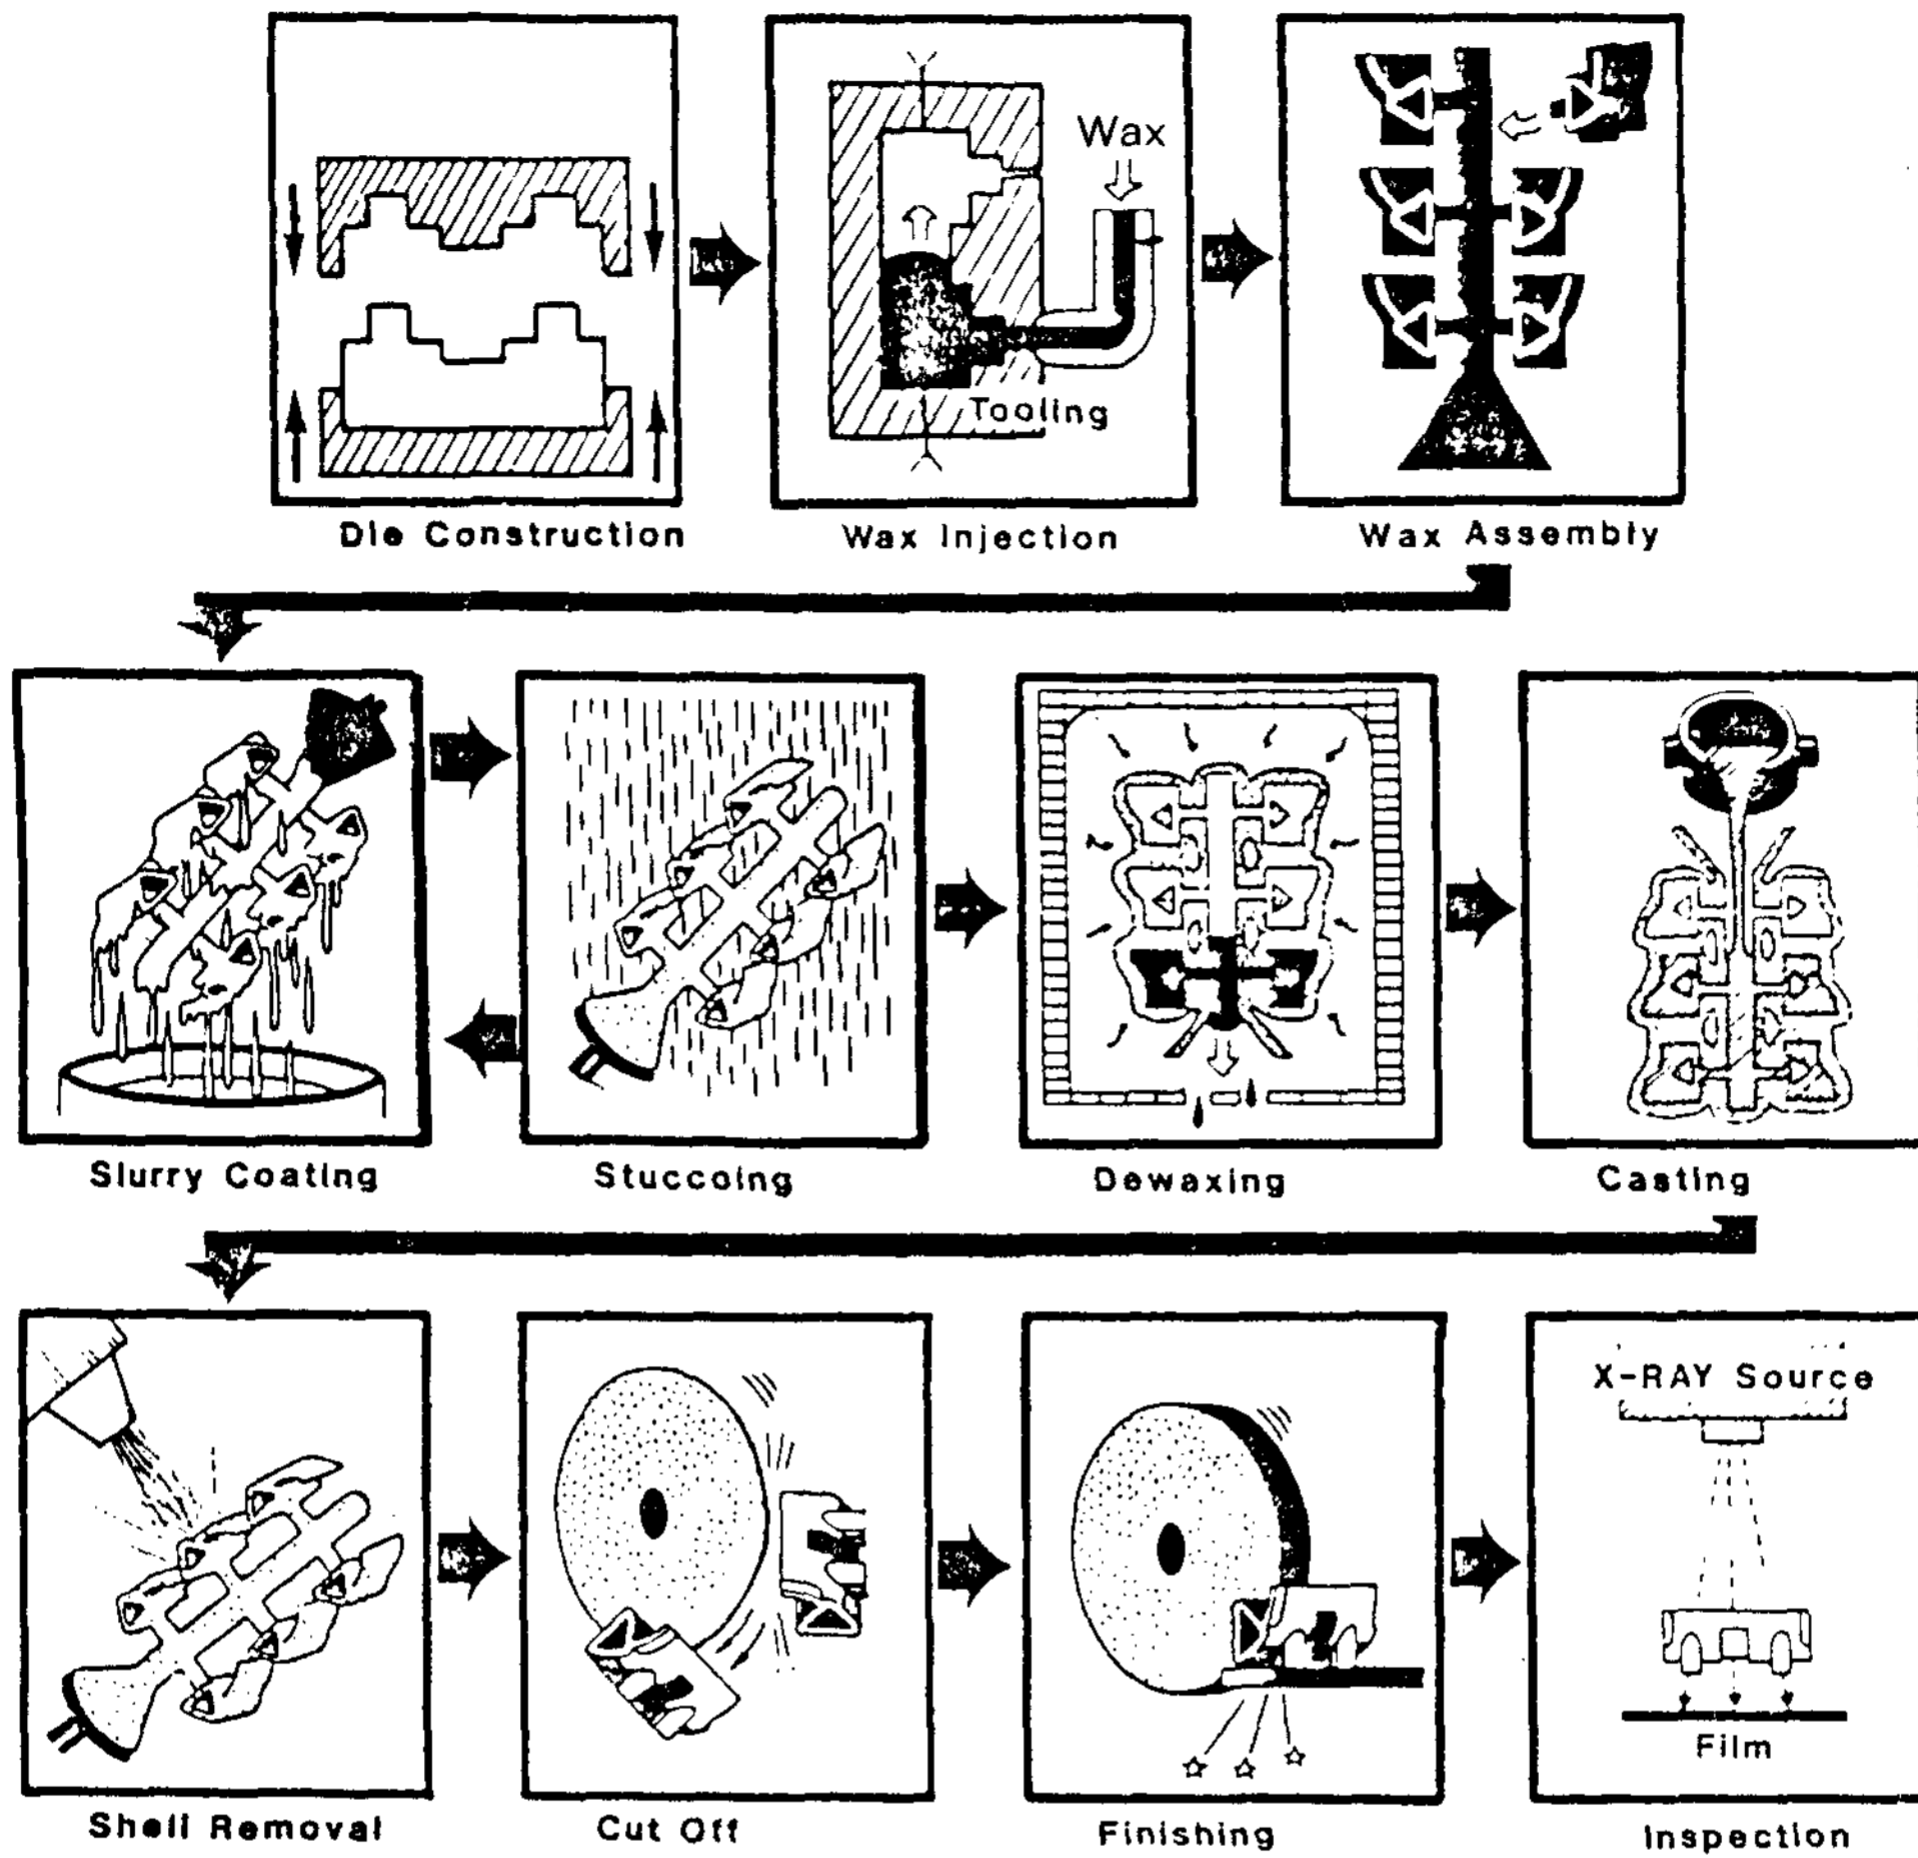 Wax
Tooling
Die Construction
Wax Injection
Wax Assembly
Slurry Coating
Stuccoing
Dewaxing
Casting
X-RAY Source
Film
Shell Removal
Cut Off
Finishing
Inspection